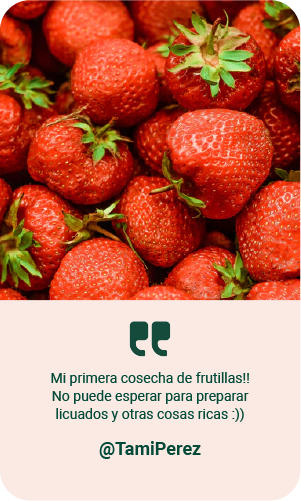 Mi primera cosecha de frutillas!!
No puede esperar para preparar
licuados y otras cosas ricas :))
@TamiPerez